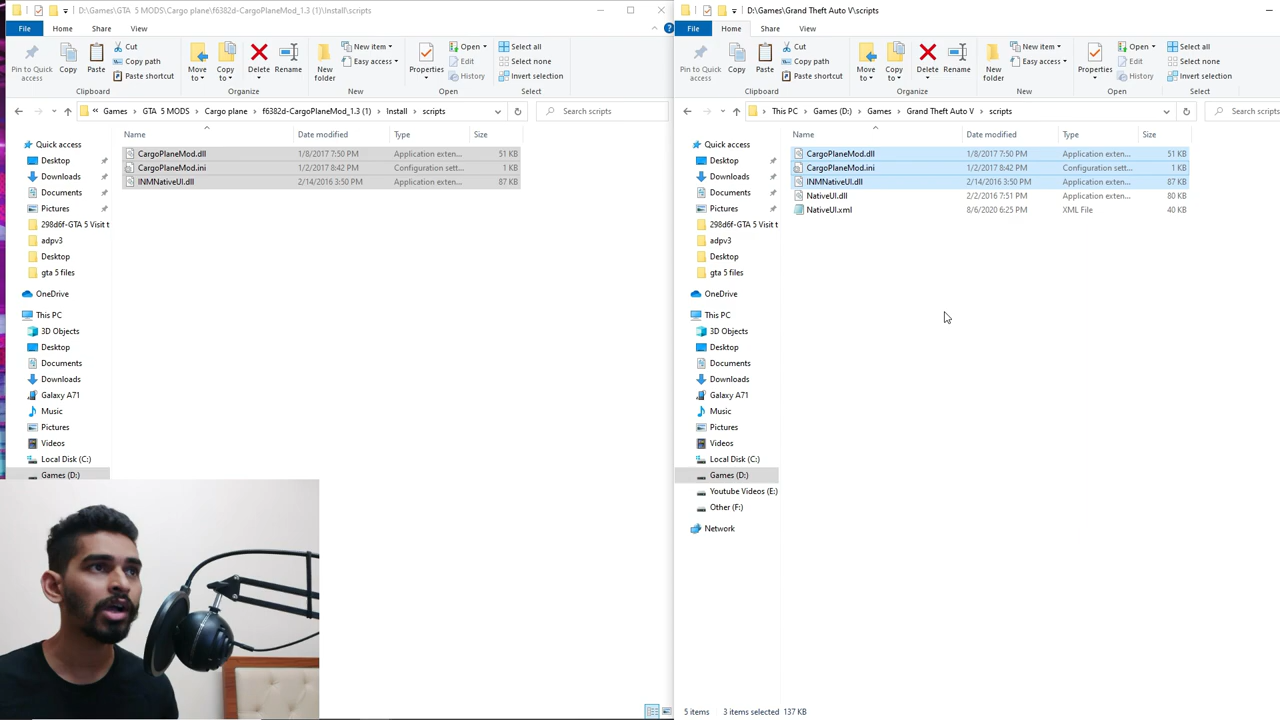 D:\Games\GTA  5 MODS\Cargo plane\f6382d-CargoPlaneMod_1.3 (1)\Install\scripts
File Home Share View
Pin to Quick access
Copy
Paste
Cut
Copy path
Paste shortcut
Clipboard
Move to
Copy to
Delete
Rename
Organize
New folder
New item
Easy access
New
Properties
Open
Edit
History
Open
Select all
Select none
Invert selection
Select
« Games > GTA  5 MODS > Cargo plane > f6382d-CargoPlaneMod_1.3 (1) > Install > scripts
Search scripts
Name Date modified Type Size
CargoPlaneMod.dll 1/8/2017 7:50 PM Application exten... 51 KB
CargoPlaneMod.ini 1/2/2017 8:42 PM Configuration sett... 1 KB
INMNativeUI.dll 2/14/2016 3:50 PM Application exten... 87 KB
Quick access
Desktop
Downloads
Documents
Pictures
298d6f-GTA 5 Visit t
adpv3
Desktop
gta 5 files
OneDrive
This PC
3D Objects
Desktop
Documents
Downloads
Galaxy A71
Music
Pictures
Videos
Local Disk (C:)
Games (D:)
D:\Games\Grand Theft Auto V\scripts
File Home Share View
Pin to Quick access
Copy
Paste
Cut
Copy path
Paste shortcut
Clipboard
Move to
Copy to
Delete
Rename
Organize
New folder
New item
Easy access
New
Properties
Open
Edit
History
Open
Select all
Select none
Invert selection
Select
This PC > Games (D:) > Games > Grand Theft Auto V > scripts
Search scripts
Name Date modified Type Size
CargoPlaneMod.dll 1/8/2017 7:50 PM Application exten... 51 KB
CargoPlaneMod.ini 1/2/2017 8:42 PM Configuration sett... 1 KB
INMNativeUI.dll 2/14/2016 3:50 PM Application exten... 87 KB
NativeUI.dll 2/2/2016 7:51 PM Application exten... 80 KB
NativeUI.xml 8/6/2020 6:25 PM XML File 40 KB
Quick access
Desktop
Downloads
Documents
Pictures
298d6f-GTA 5 Visit t
adpv3
Desktop
gta 5 files
OneDrive
This PC
3D Objects
Desktop
Documents
Downloads
Galaxy A71
Music
Pictures
Videos
Local Disk (C:)
Games (D:)
Youtube Videos (E:)
Other (F:)
Network
5 items 3 items selected 137 KB